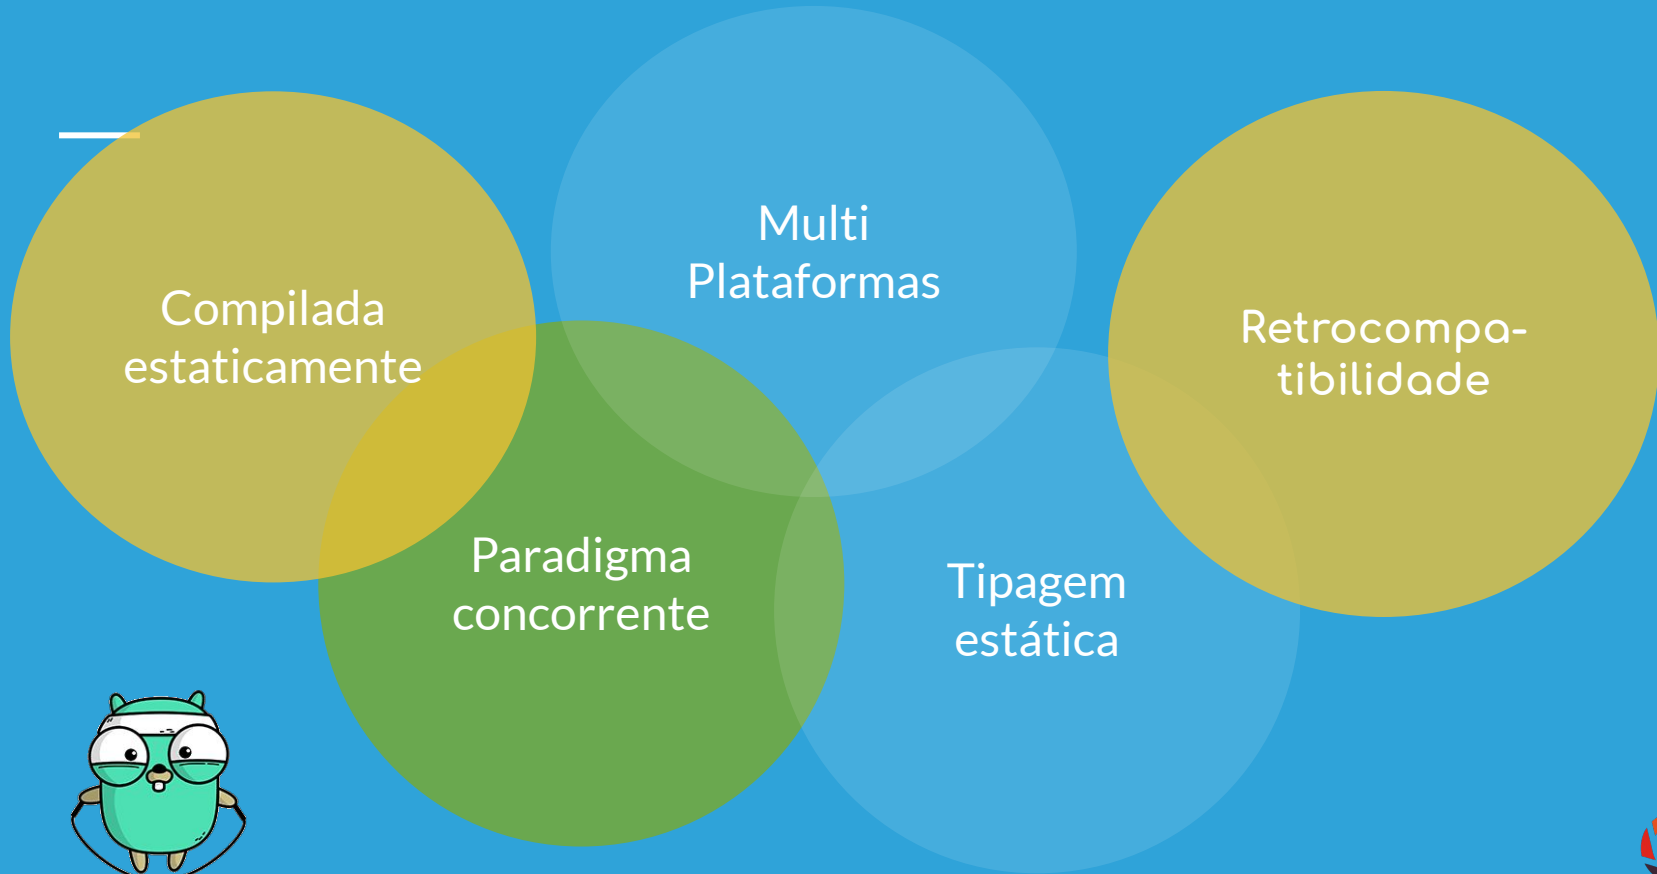 Compilada
estaticamente
Multi
Plataformas
Paradigma
concorrente
Tipagem
estática
Retrocompa-
tibilidade